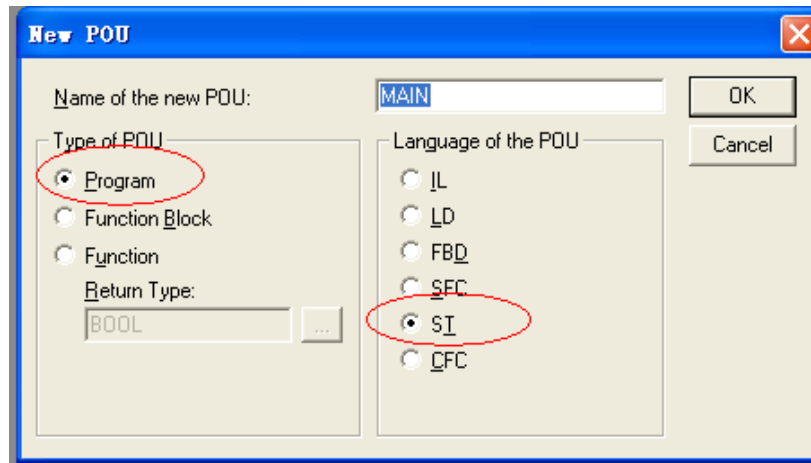 New POU
Name of the new POU:
MAIN
OK
Cancel
Type of POU
Program
Function Block
Function
Return Type:
BOOL
...
Language of the POU
IL
LD
FBD
SFC
ST
CFC